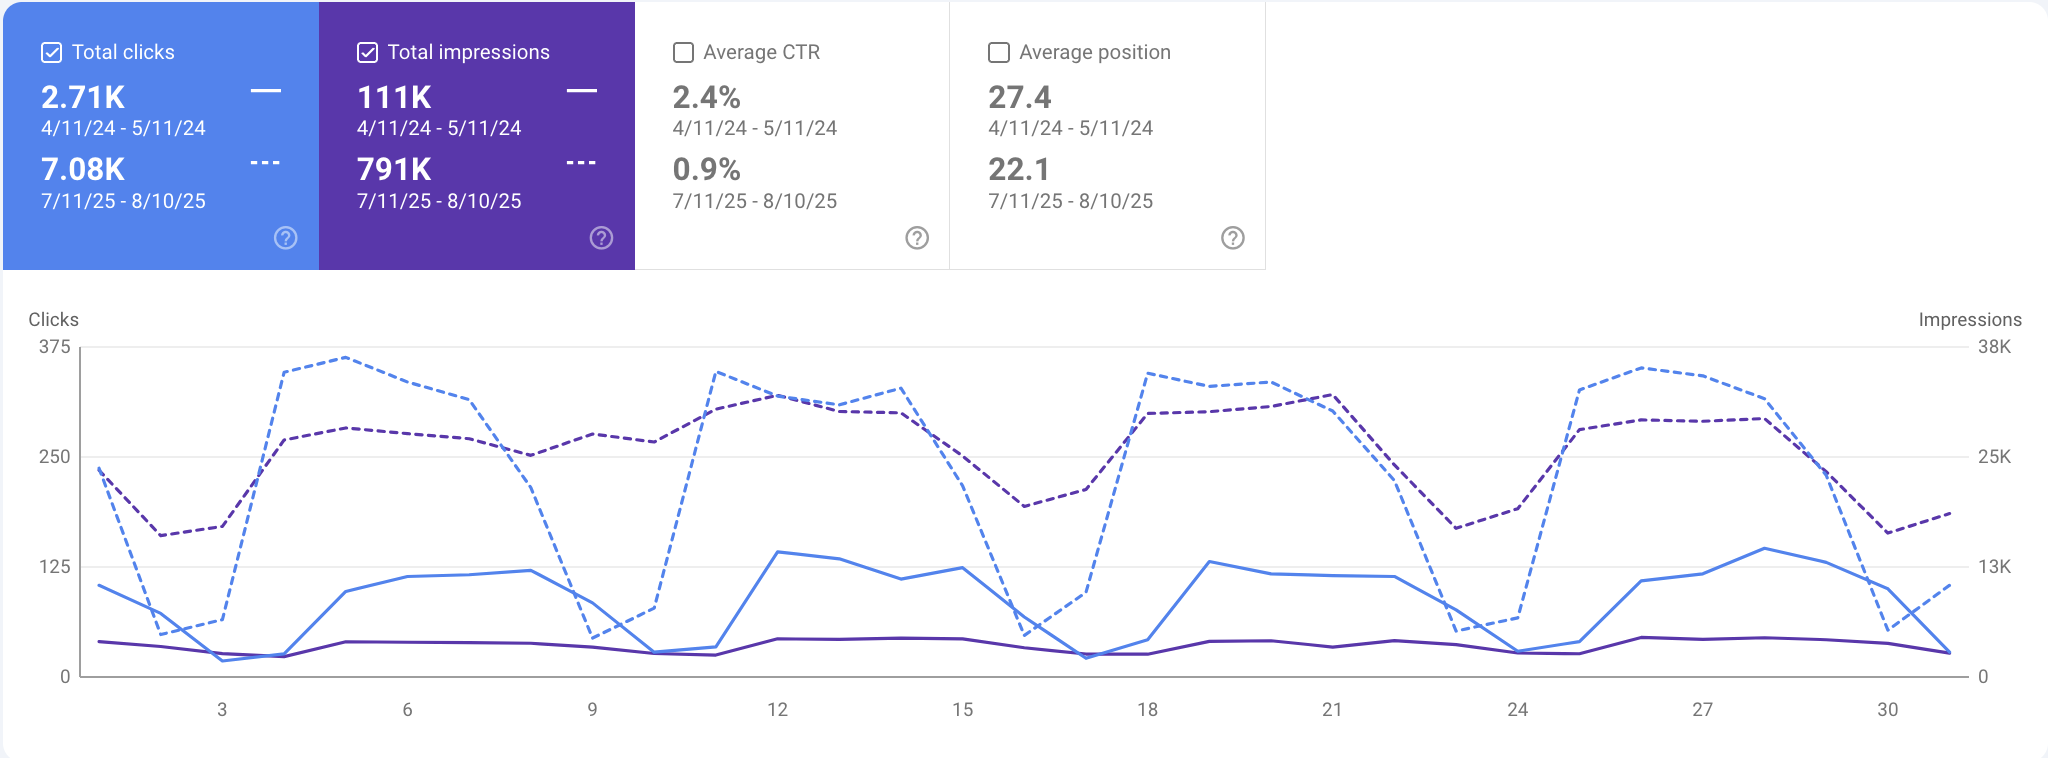 Total clicks
2.71K
4/11/24 - 5/11/24
7.08K
7/11/25 - 8/10/25
Total impressions
111K
4/11/24 - 5/11/24
791K
7/11/25 - 8/10/25
Average CTR
2.4%
4/11/24 - 5/11/24
0.9%
7/11/25 - 8/10/25
Average position
27.4
4/11/24 - 5/11/24
22.1
7/11/25 - 8/10/25
Clicks
375
250
125
0
Impressions
38K
25K
13K
0
3 6 9 12 15 18 21 24 27 30